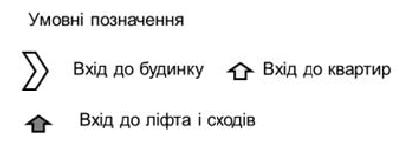 Умовні позначення
Вхід до будинку Вхід до квартир
Вхід до ліфта і сходів